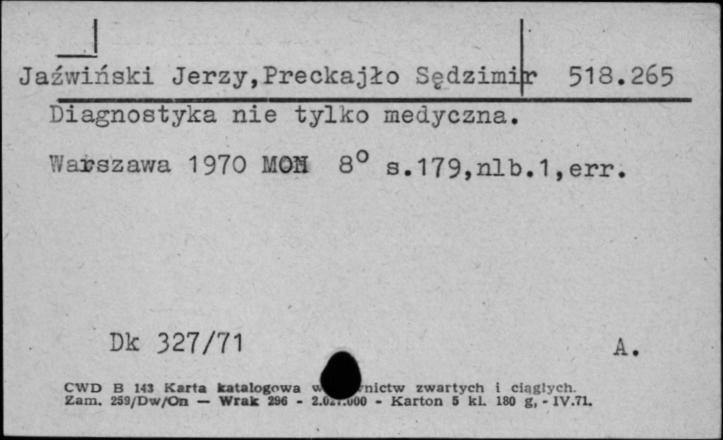 Jaźwiński Jerzy,Preckajło Sędzimir 518.265
Diagnostyka nie tylko medyczna.
Warszawa 1970 MON 8° s.179,nlb.1,err.
Dk 327/71 A.
CWD B 143 Karta katalogowa zwartych i ciągłych.
Zam. 259/Dw/On — Wrak 296 - - Karton 5 kl. 180 g, - IV.71.